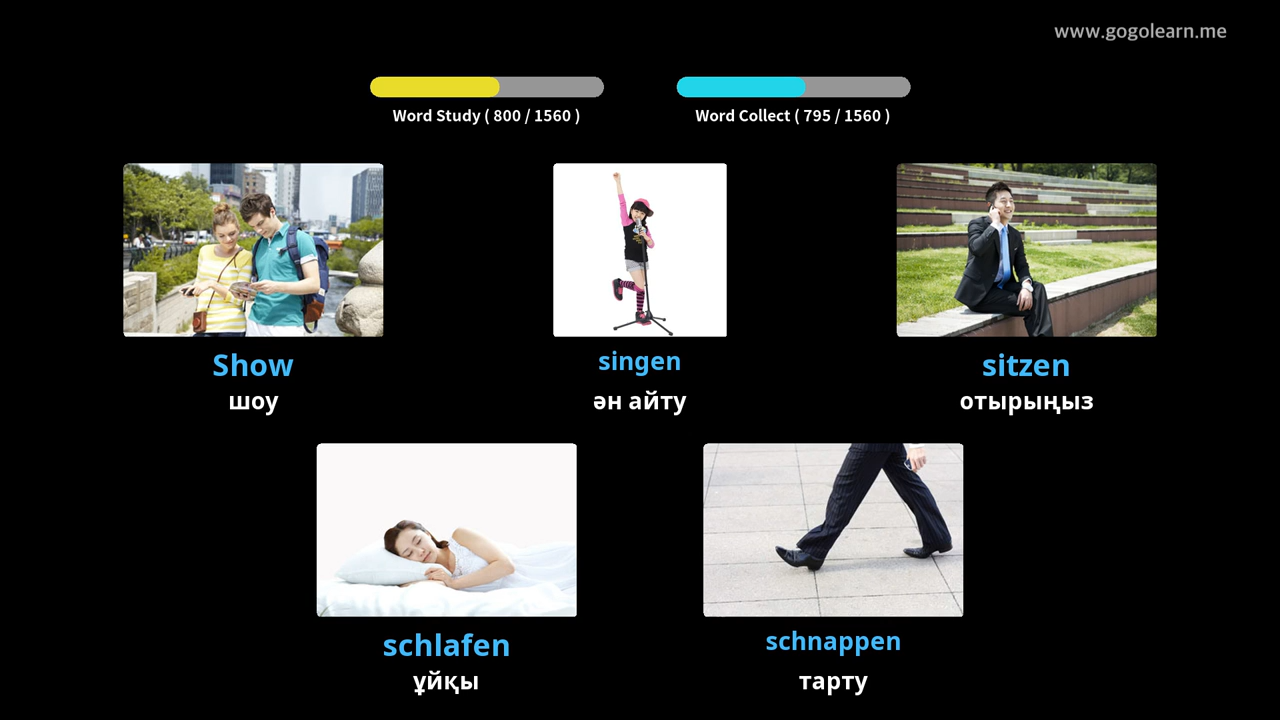 www.gogolearn.me
Word Study ( 800 / 1560 )
Word Collect ( 795 / 1560 )
Show
шоу
singen
ән айту
sitzen
отырыңыз
schlafen
ұйқы
schnappen
тарту